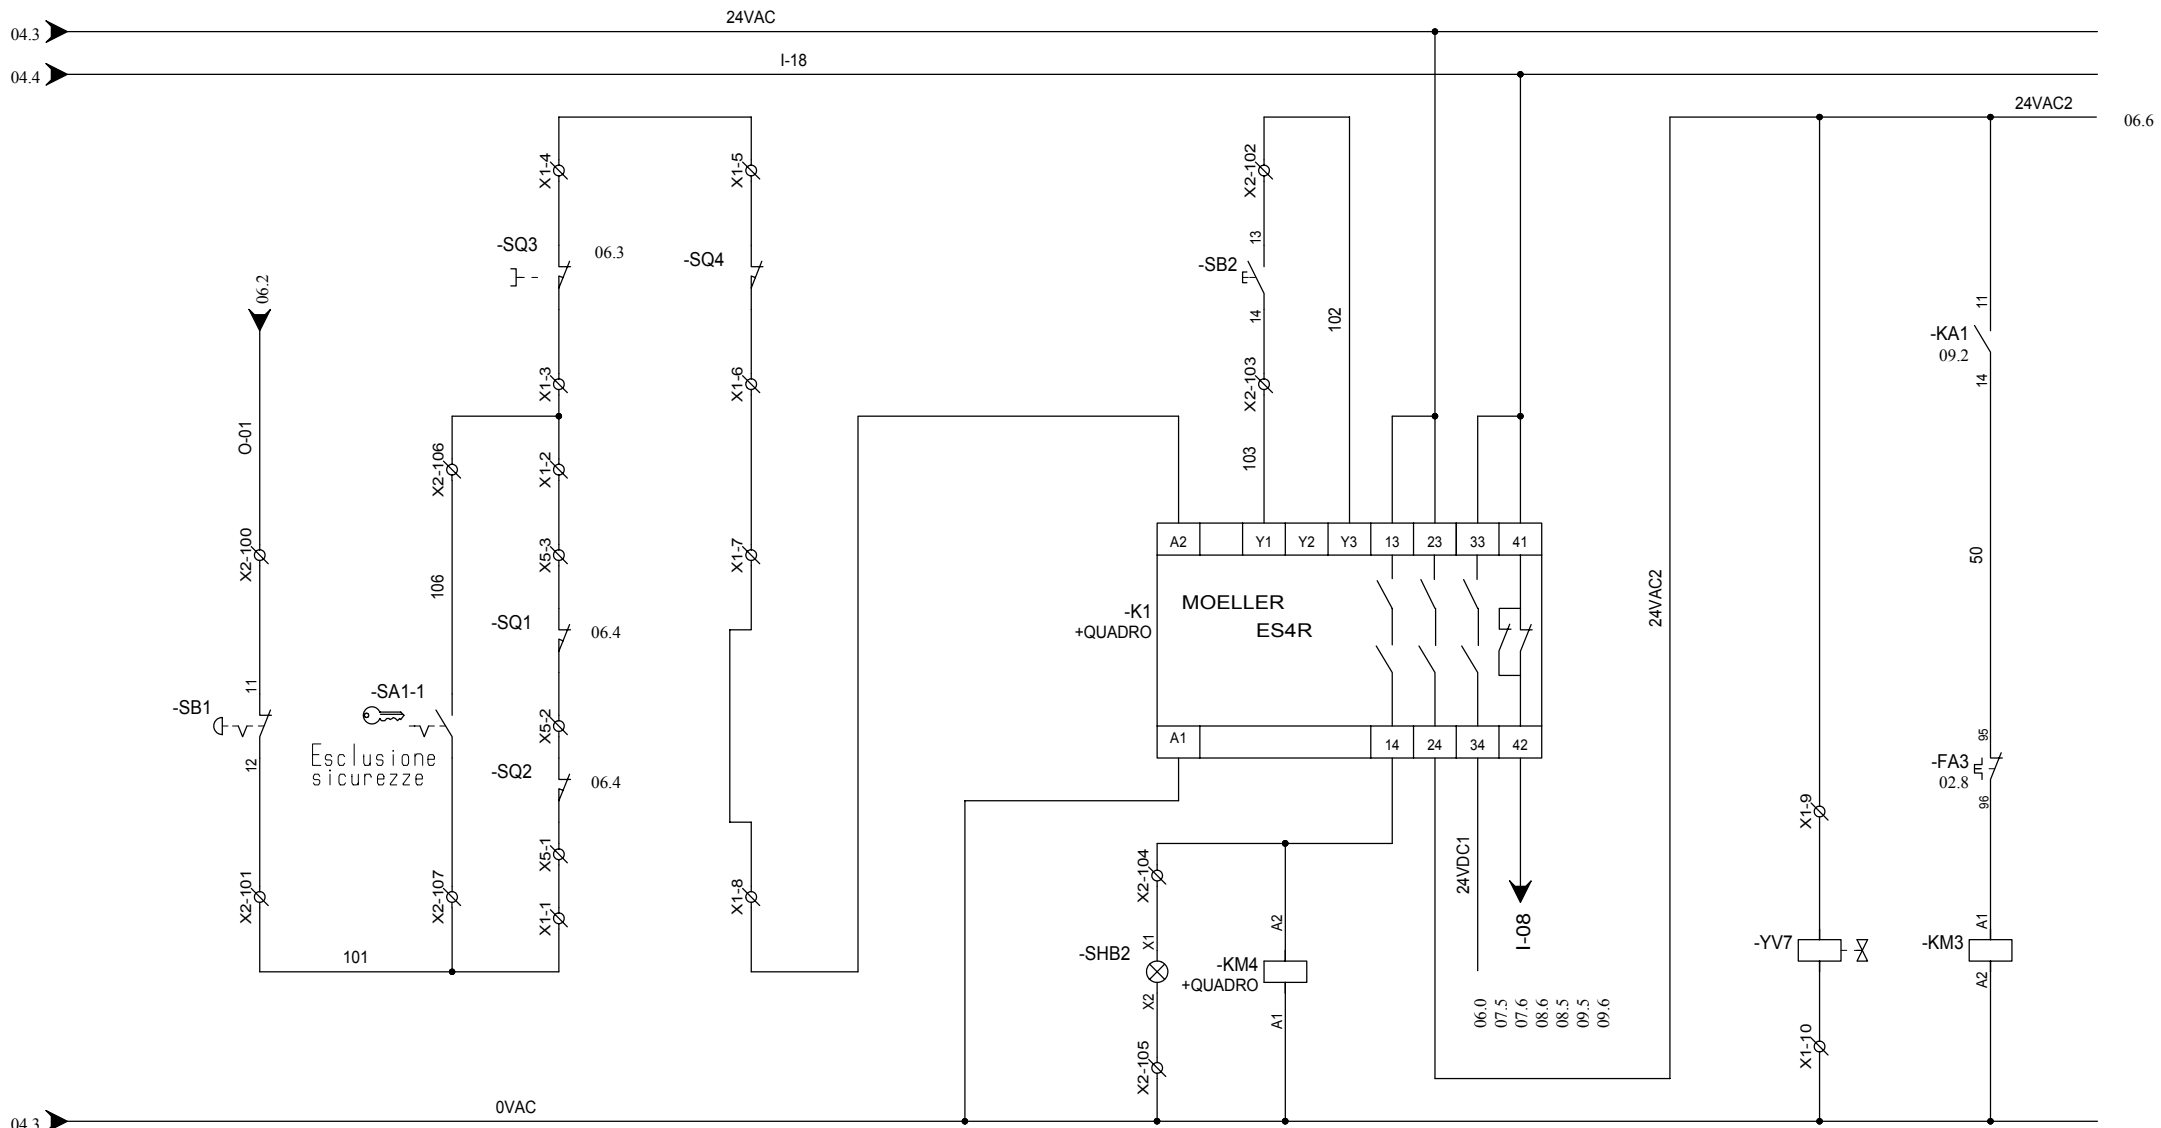 24VAC
04.3
I-18
04.4
24VAC2
06.6
X1-4
X1-5
X2-102
-SQ3
06.3
-SQ4
13
-SB2
14
102
06.2
11
-KA1
09.2
14
X1-3
X1-6
X2-103
O-01
X2-106
X1-2
103
X2-100
X5-3
X1-7
A2
Y1
Y2
Y3
13
23
33
41
50
106
24VAC2
-K1
+QUADRO
MOELLER
ES4R
-SQ1
06.4
11
-SB1
12
-SA1-1
Esclusione
sicurezze
X5-2
-SQ2
06.4
A1
14
24
34
42
95
-FA3
02.8
96
X1-9
X5-1
X2-101
X2-107
X1-1
X1-8
X2-104
24VDC1
I-08
101
X1
-SHB2
X2
A2
-KM4
+QUADRO
A1
-YV7
A1
-KM3
A2
06.0
07.5
07.6
08.6
08.5
09.5
09.6
X2-105
X1-10
0VAC
04.3